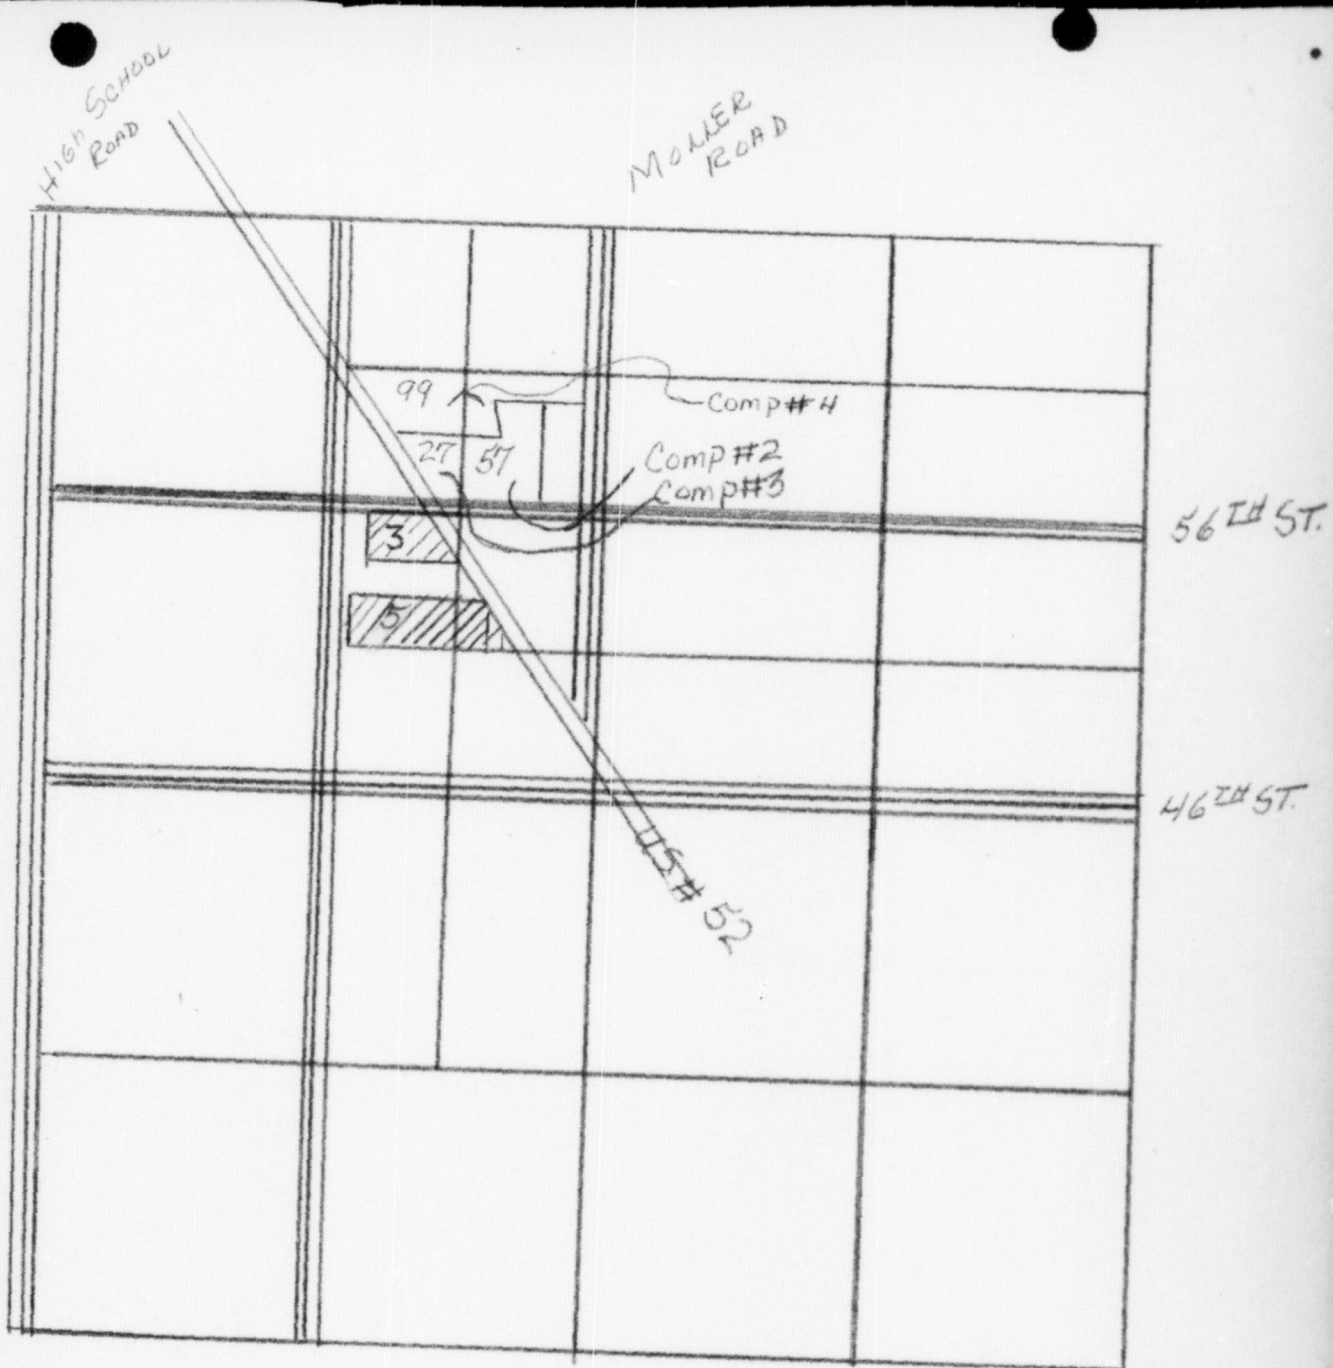 HIGH SCHOOL
ROAD
MOLLER
ROAD
99
Comp#4
27 57
Comp#2
Comp#3
56TH ST.
3
5
46TH ST.
US# 52